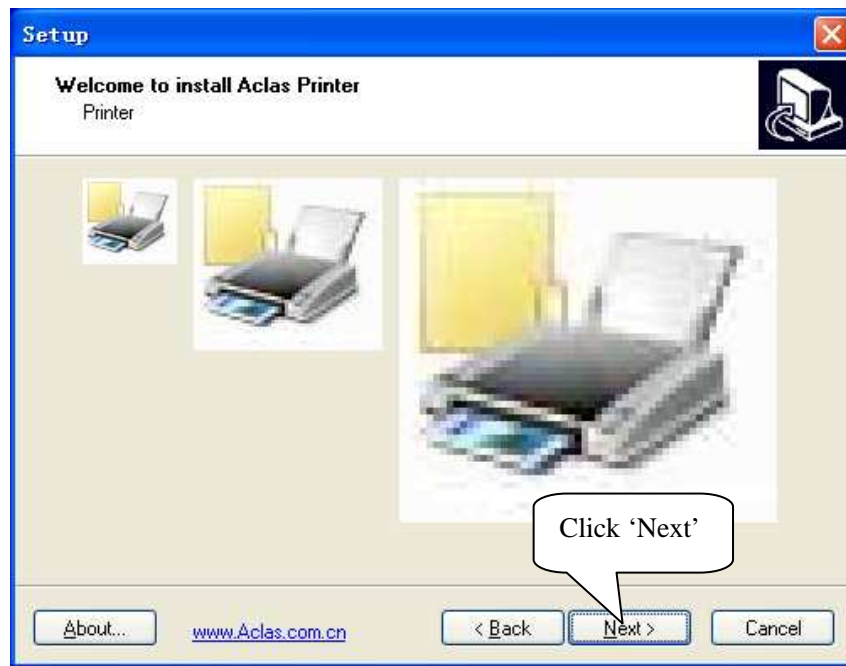 Setup
Welcome to install Aclas Printer
Printer
Click ‘Next’
About... www.Aclas.com.cn < Back Next > Cancel